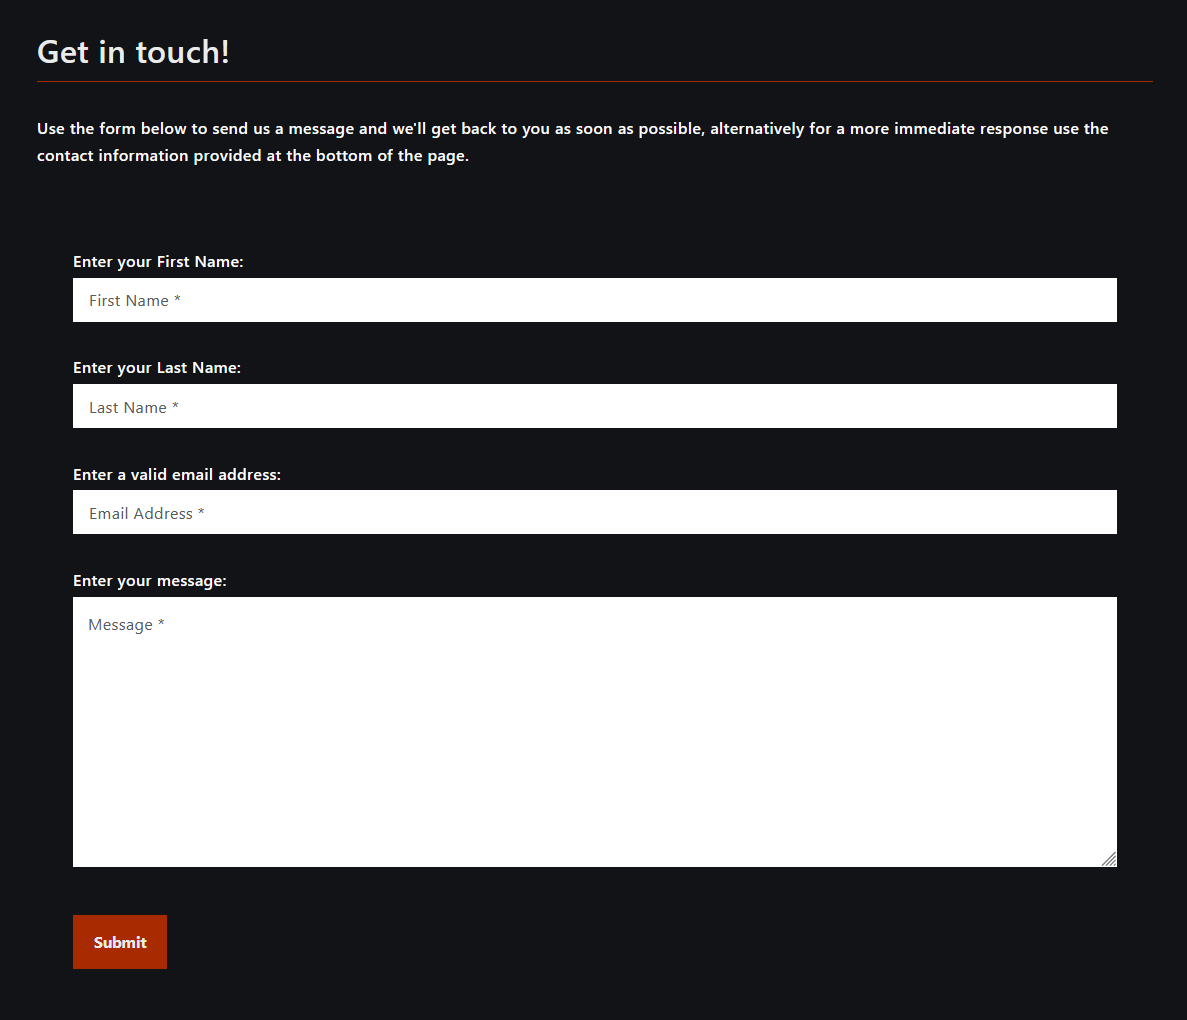 Get in touch!
Use the form below to send us a message and we'll get back to you as soon as possible, alternatively for a more immediate response use the
contact information provided at the bottom of the page.
Enter your First Name:
First Name *
Enter your Last Name:
Last Name *
Enter a valid email address:
Email Address *
Enter your message:
Message *
Submit